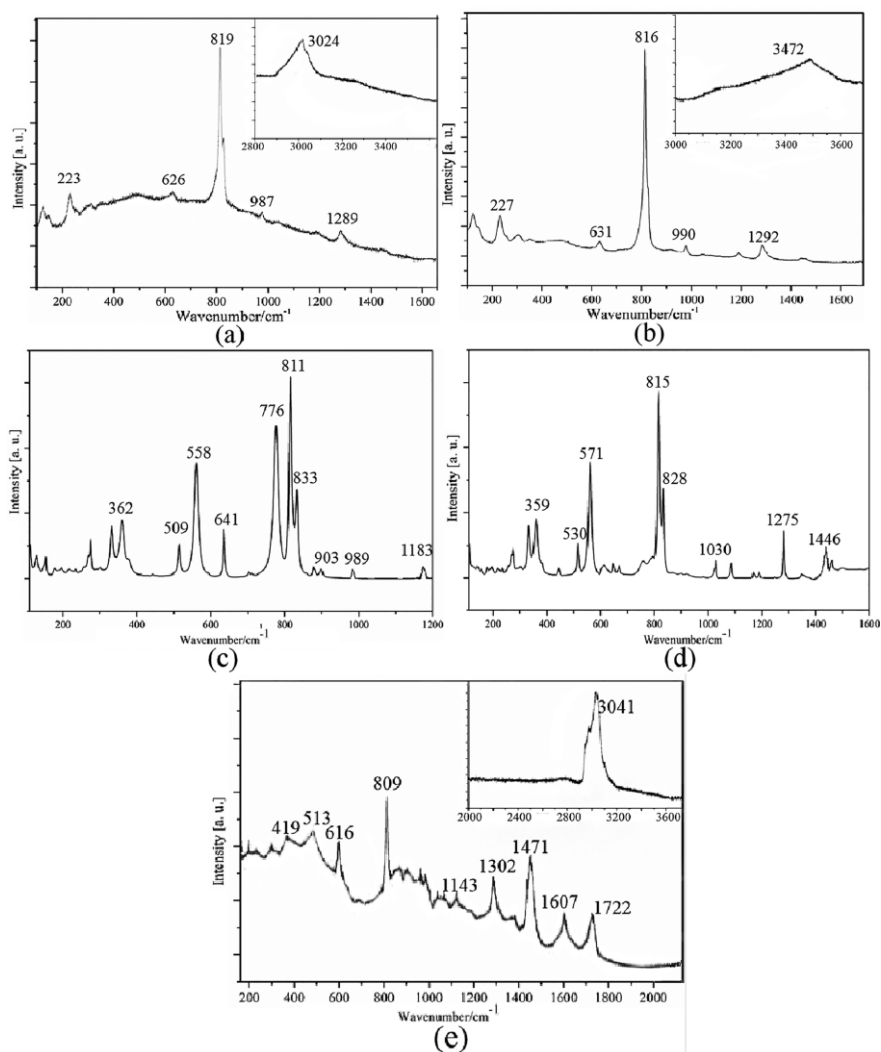 819
3024
2800 3200 3600
223
626
987
1289
Intensity [a. u.]
200 400 600 800 1000 1200 1400 1600
Wavenumber/cm-1
(a)
816
3472
3000 3200 3400 3600
227
631
990
1292
Intensity [a. u.]
200 400 600 800 1000 1200 1400 1600
Wavenumber/cm-1
(b)
811
776
558
833
362
509
641
903
989
1183
Intensity [a. u.]
200 400 600 800 1000 1200
Wavenumber/cm-1
(c)
815
571
828
359
530
1030
1275
1446
Intensity [a. u.]
200 400 600 800 1000 1200 1400 1600
Wavenumber/cm-1
(d)
3041
2000 2400 2800 3200 3600
809
419
513
616
1143
1302
1471
1607
1722
Intensity [a. u.]
200 400 600 800 1000 1200 1400 1600 1800 2000
Wavenumber/cm-1
(e)